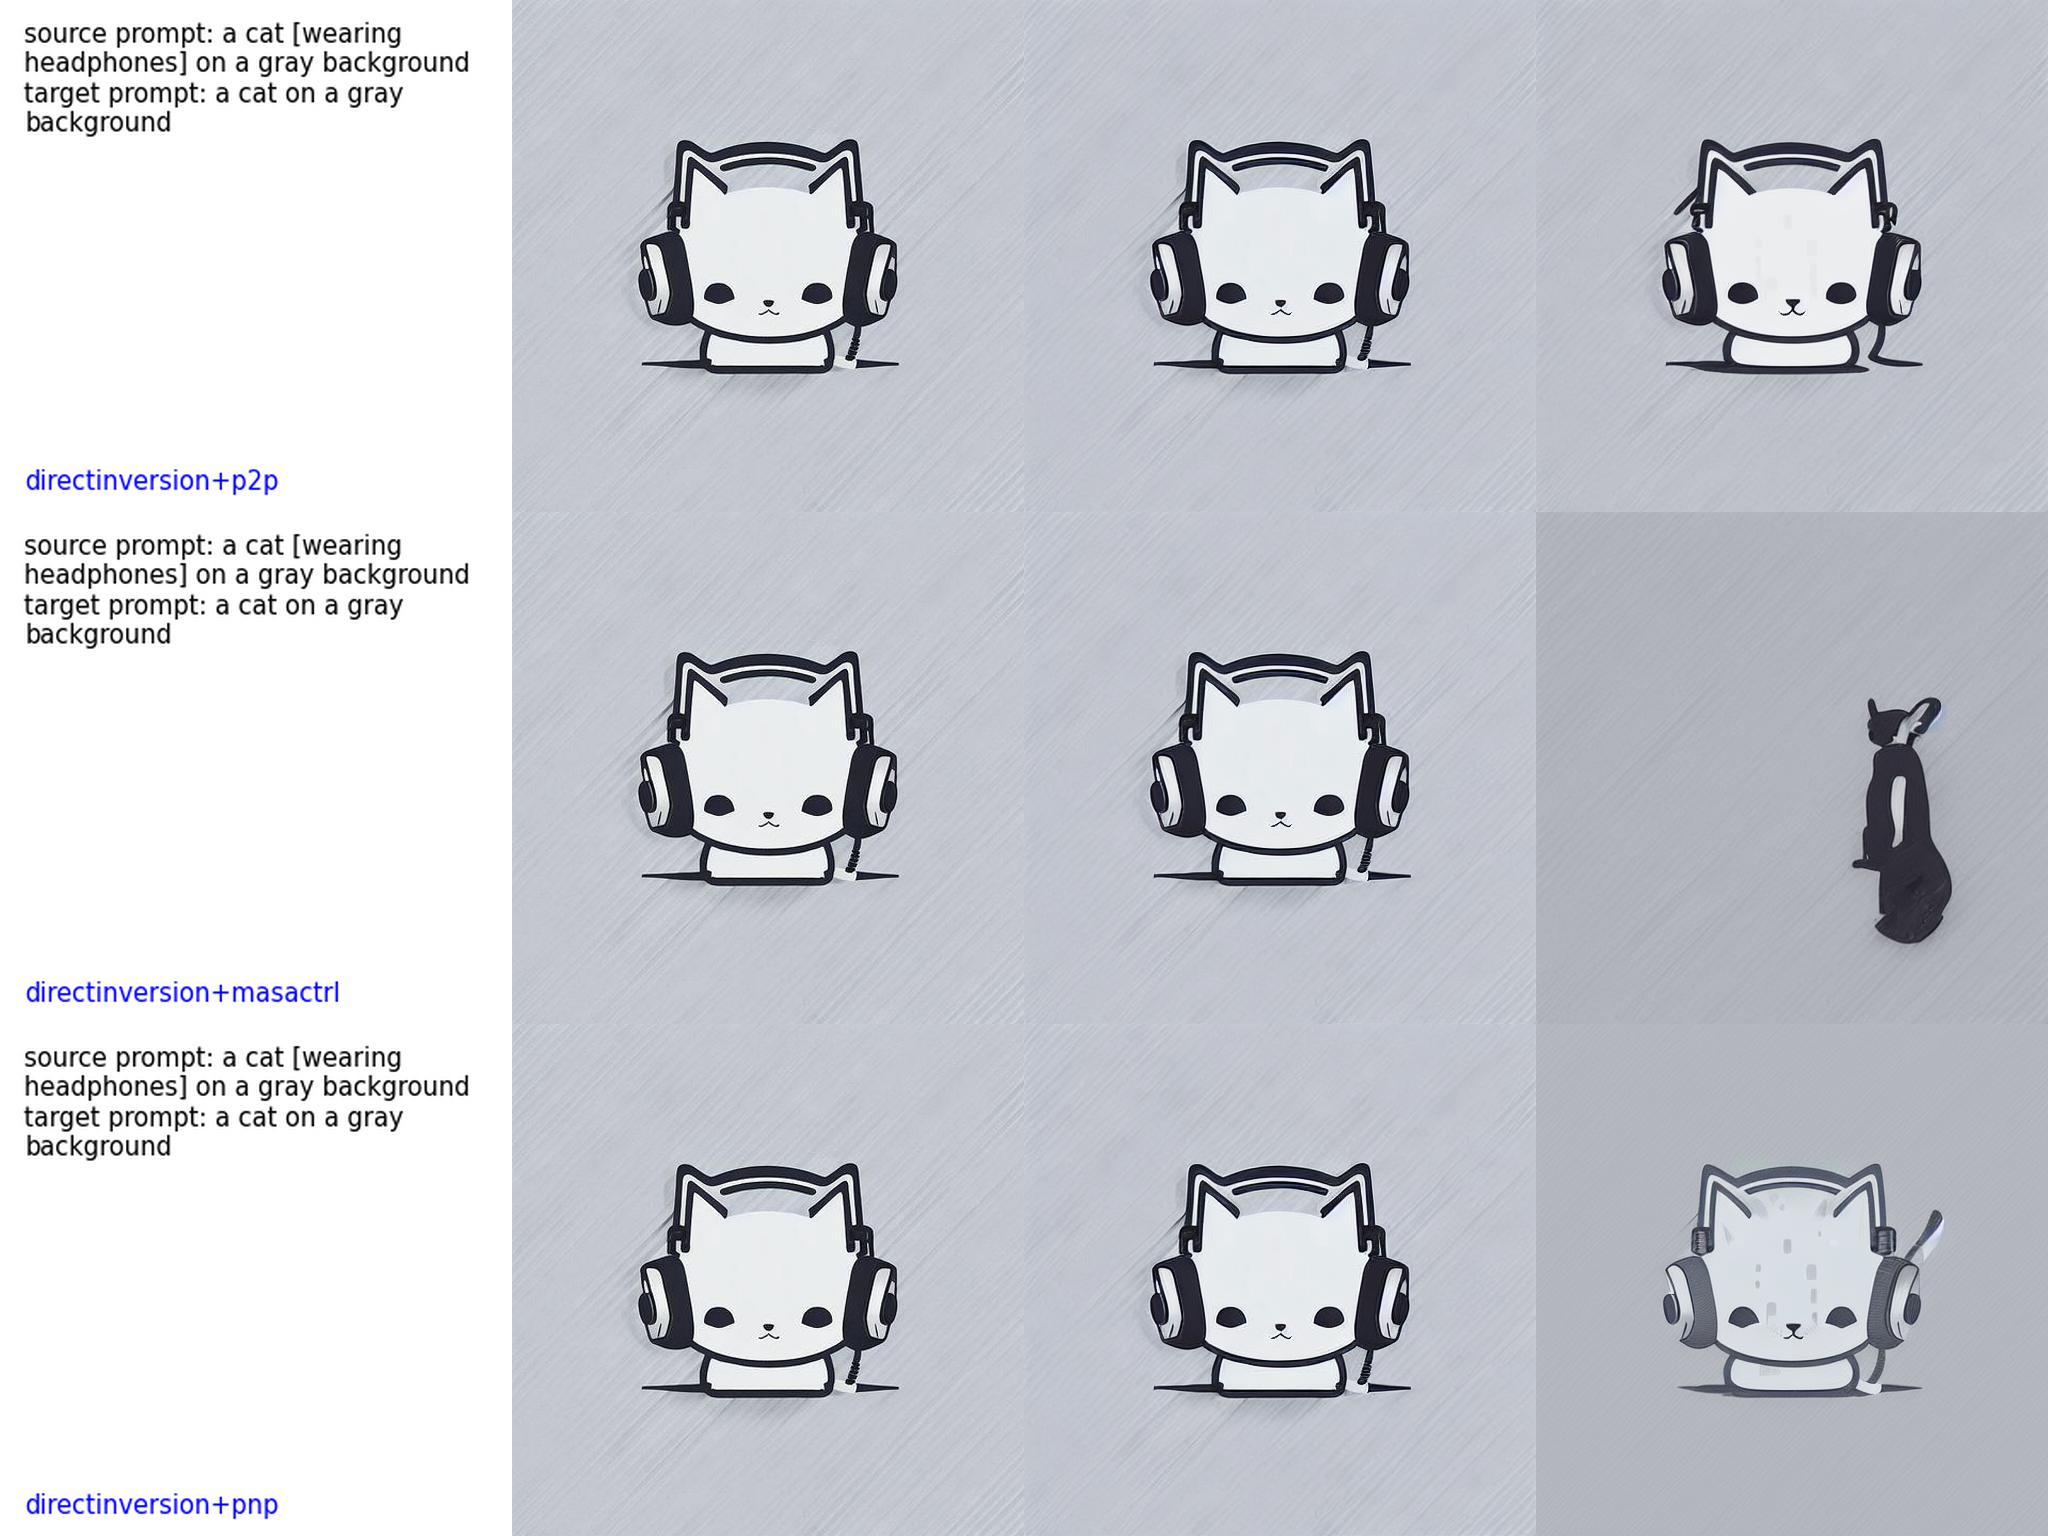 source prompt: a cat [wearing
headphones] on a gray background
target prompt: a cat on a gray
background
directinversion+p2p
source prompt: a cat [wearing
headphones] on a gray background
target prompt: a cat on a gray
background
directinversion+masactrl
source prompt: a cat [wearing
headphones] on a gray background
target prompt: a cat on a gray
background
directinversion+pnp